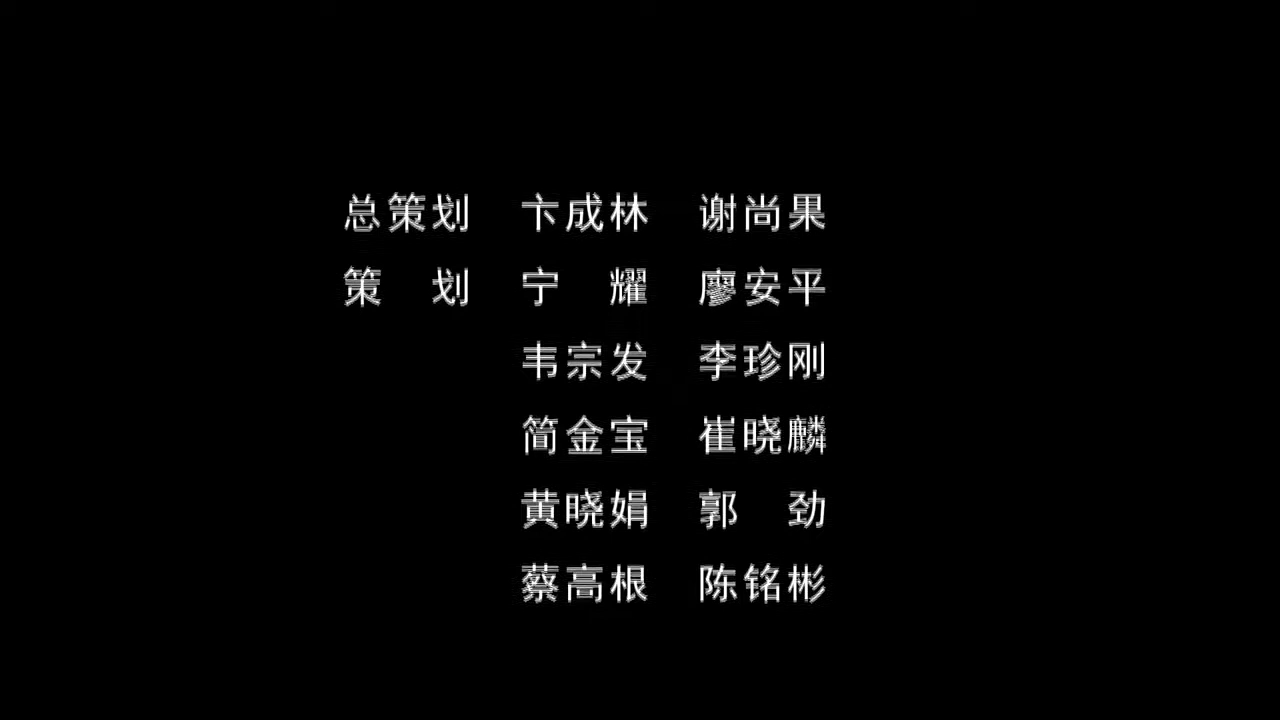 总策划 卞成林 谢尚果
策 划 宁 耀 廖安平
韦宗发 李珍刚
简金宝 崔晓麟
黄晓娟 郭 劲
蔡高根 陈铭彬